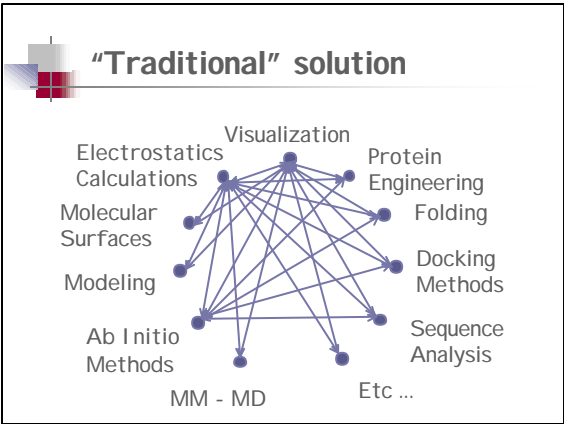 “Traditional” solution
Visualization
Electrostatics
Calculations
Protein
Engineering
Molecular
Surfaces
Folding
Modeling
Docking
Methods
Ab Initio
Methods
Sequence
Analysis
MM - MD
Etc ...